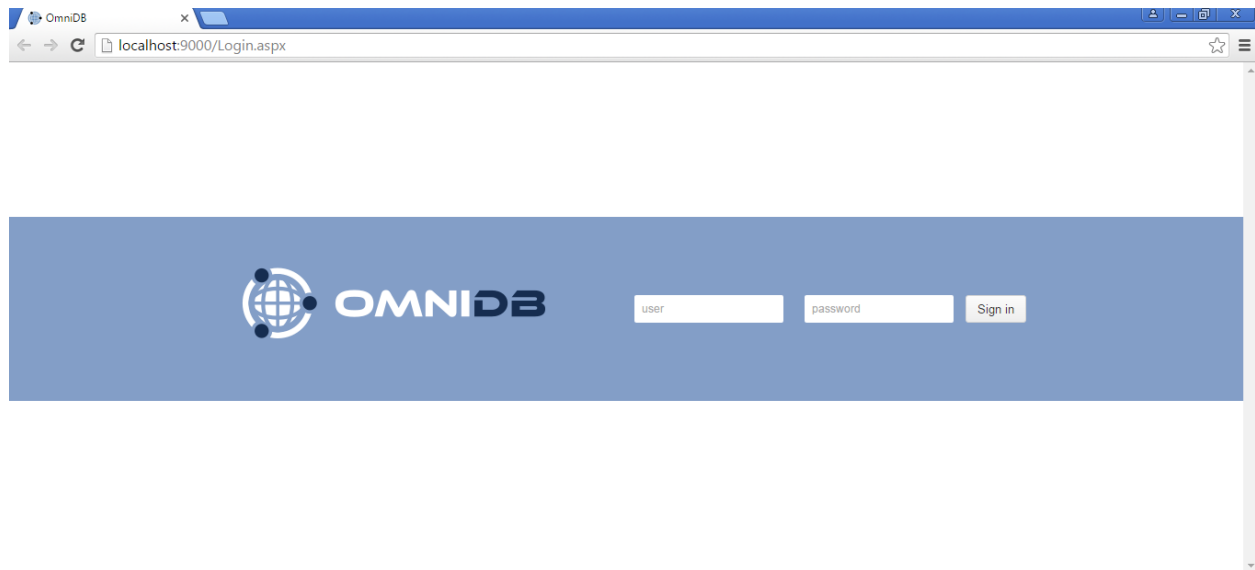 OmniDB
localhost:9000/Login.aspx
OMNIDB
user
password
Sign in